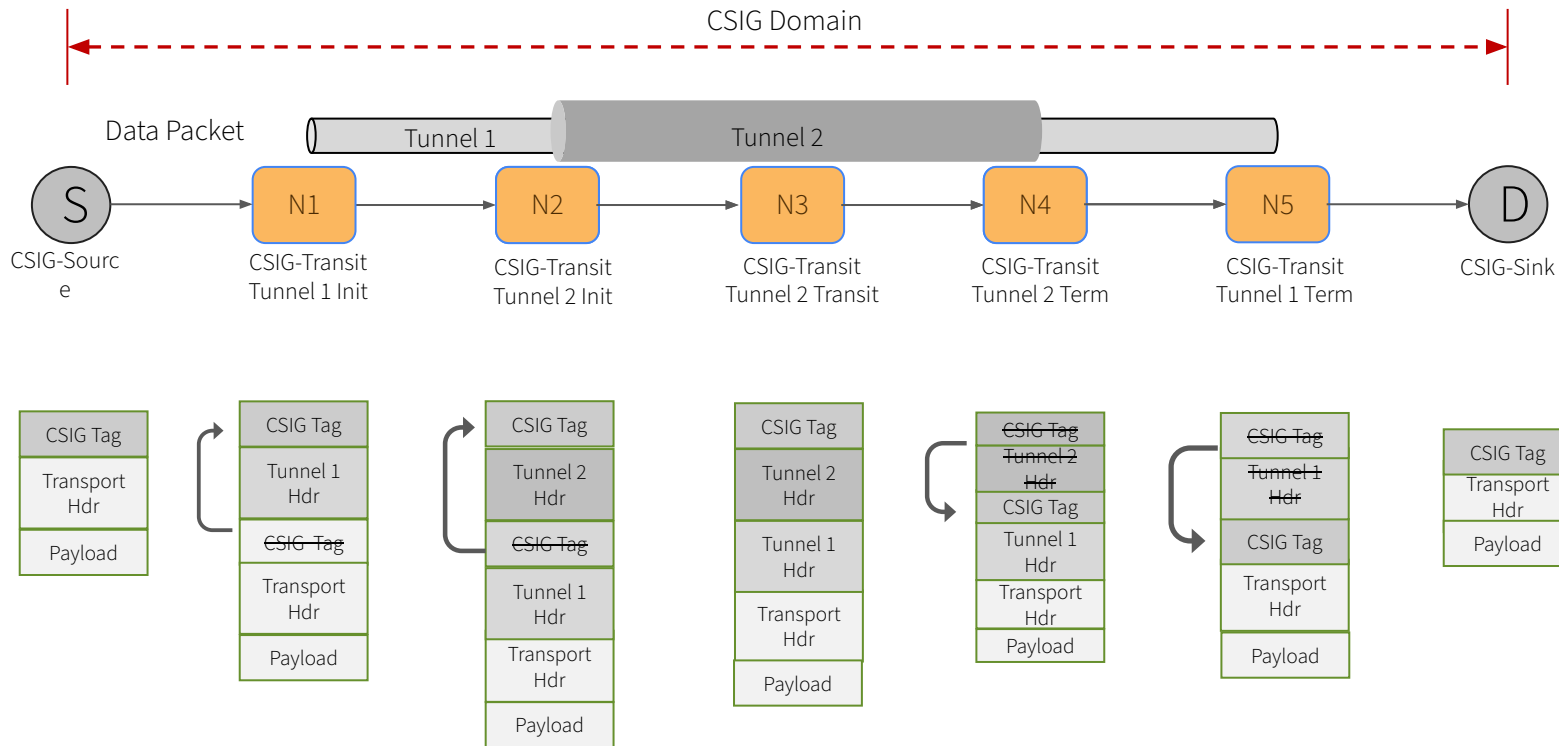 CSIG Domain
Data Packet
Tunnel 1
Tunnel 2
S
N1
N2
N3
N4
N5
D
CSIG-Sourc
e
CSIG-Transit
Tunnel 1 Init
CSIG-Transit
Tunnel 2 Init
CSIG-Transit
Tunnel 2 Transit
CSIG-Transit
Tunnel 2 Term
CSIG-Transit
Tunnel 1 Term
CSIG-Sink
CSIG Tag
Transport
Hdr
Payload
CSIG Tag
Tunnel 1
Hdr
CSIG Tag
Transport
Hdr
Payload
CSIG Tag
Tunnel 2
Hdr
CSIG Tag
Tunnel 1
Hdr
Transport
Hdr
Payload
CSIG Tag
Tunnel 2
Hdr
Tunnel 1
Hdr
Transport
Hdr
Payload
CSIG Tag
Tunnel 2
Hdr
CSIG Tag
Tunnel 1
Hdr
Transport
Hdr
Payload
CSIG Tag
Tunnel 1
Hdr
CSIG Tag
Transport
Hdr
Payload
CSIG Tag
Transport
Hdr
Payload